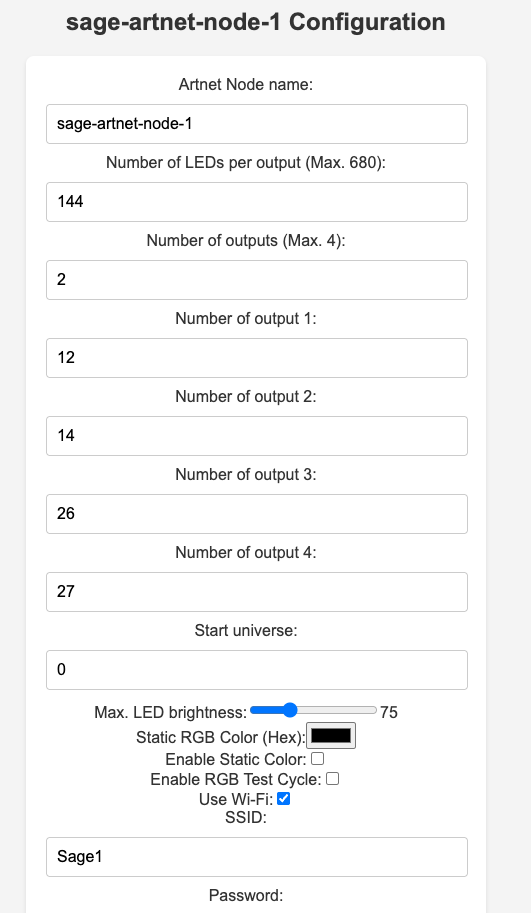 sage-artnet-node-1 Configuration
Artnet Node name:
sage-artnet-node-1
Number of LEDs per output (Max. 680):
144
Number of outputs (Max. 4):
2
Number of output 1:
12
Number of output 2:
14
Number of output 3:
26
Number of output 4:
27
Start universe:
0
Max. LED brightness: 75
Static RGB Color (Hex):
Enable Static Color:
Enable RGB Test Cycle:
Use Wi-Fi:
SSID:
Sage1
Password: